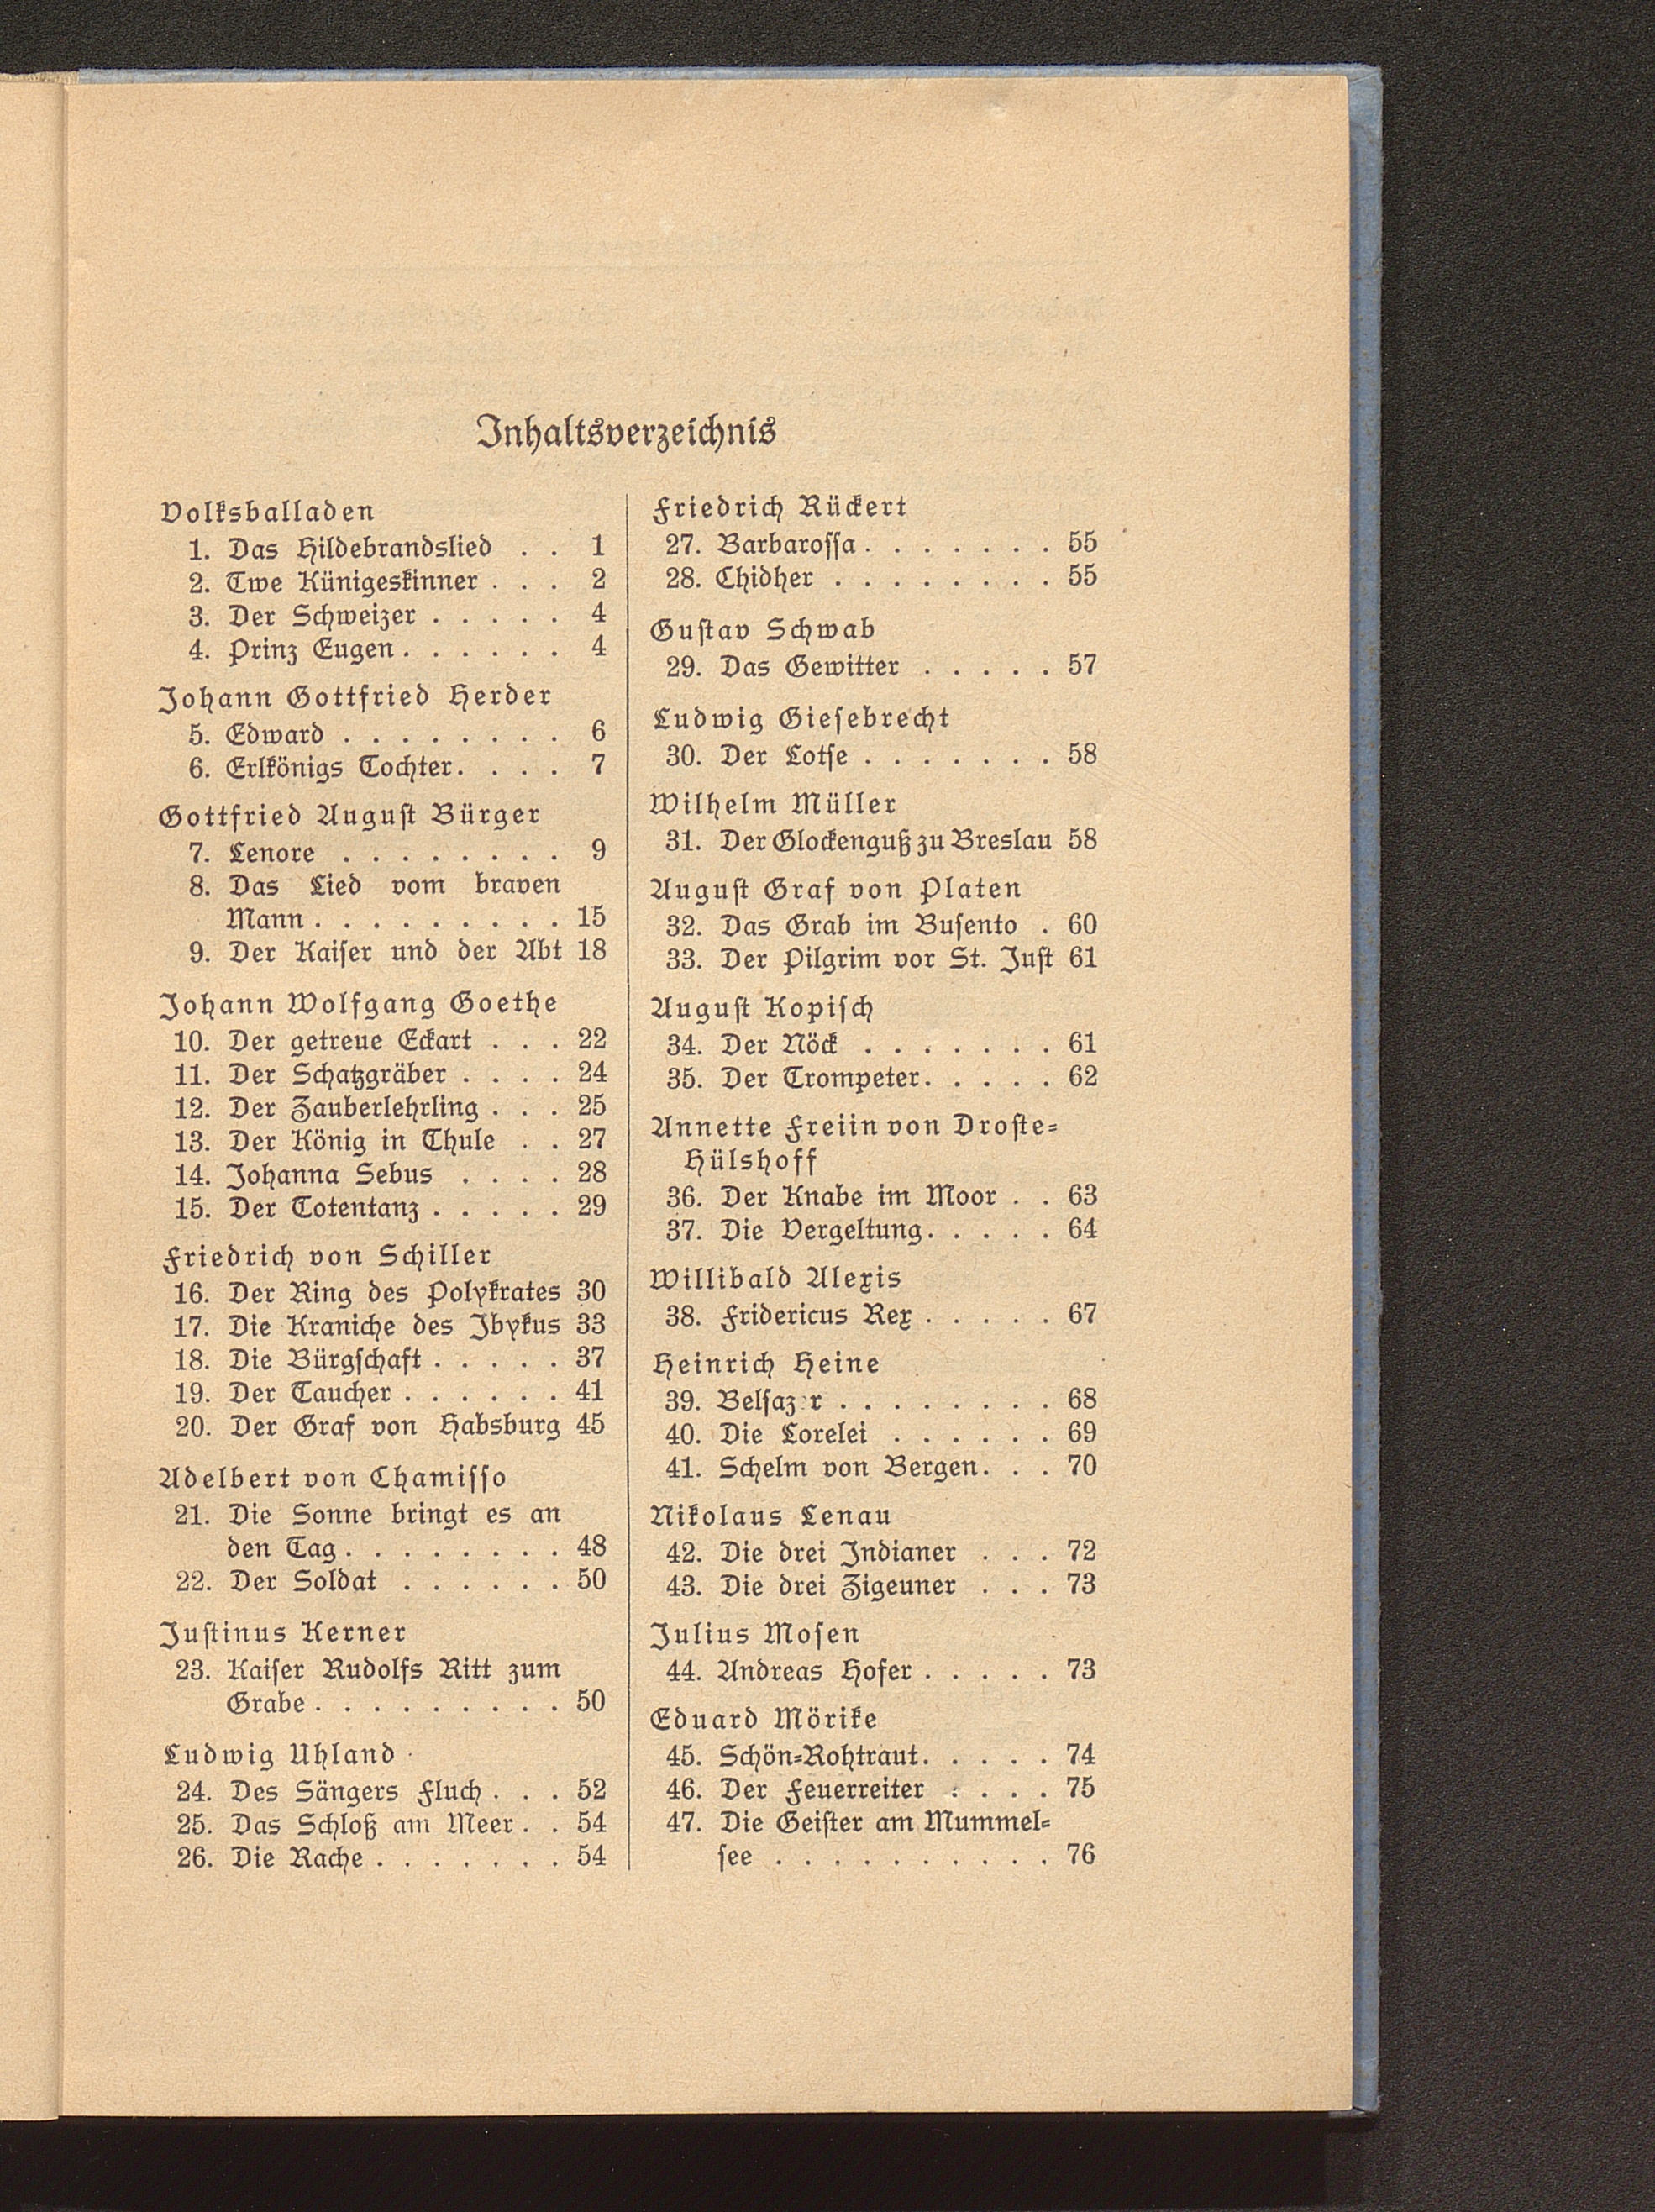 Inhaltsverzeichnis
Volksballaden
1. Das Hildebrandslied . . 1
2. Twe Künigeskinner . . . 2
3. Der Schweizer . . . . . 4
4. Prinz Eugen . . . . . . 4
Johann Gottfried Herder
5. Edward . . . . . . . . 6
6. Erlkönigs Tochter. . . . 7
Gottfried August Bürger
7. Lenore . . . . . . . . 9
8. Das Lied vom braven
Mann . . . . . . . . . 15
9. Der Kaiser und der Abt 18
Johann Wolfgang Goethe
10. Der getreue Eckart . . . 22
11. Der Schatzgräber . . . . 24
12. Der Zauberlehrling . . . 25
13. Der König in Thule . . 27
14. Johanna Sebus . . . . 28
15. Der Totentanz . . . . . 29
Friedrich von Schiller
16. Der Ring des Polykrates 30
17. Die Kraniche des Ibykus 33
18. Die Bürgschaft . . . . . 37
19. Der Taucher . . . . . . 41
20. Der Graf von Habsburg 45
Adelbert von Chamisso
21. Die Sonne bringt es an
den Tag . . . . . . . . 48
22. Der Soldat . . . . . . 50
Justinus Kerner
23. Kaiser Rudolfs Ritt zum
Grabe . . . . . . . . . 50
Ludwig Uhland
24. Des Sängers Fluch . . . 52
25. Das Schloß am Meer . . 54
26. Die Rache . . . . . . . 54
Friedrich Rückert
27. Barbarossa . . . . . . . 55
28. Chidher . . . . . . . . 55
Gustav Schwab
29. Das Gewitter . . . . . 57
Ludwig Giesebrecht
30. Der Lotse . . . . . . . 58
Wilhelm Müller
31. Der Glockenguß zu Breslau 58
August Graf von Platen
32. Das Grab im Busento . 60
33. Der Pilgrim vor St. Just 61
August Kopisch
34. Der Nöck . . . . . . . 61
35. Der Trompeter. . . . . 62
Annette Freiin von Droste-
Hülshoff
36. Der Knabe im Moor . . 63
37. Die Vergeltung. . . . . 64
Willibald Alexis
38. Fridericus Rex . . . . . 67
Heinrich Heine
39. Belsaz r . . . . . . . . 68
40. Die Lorelei . . . . . . 69
41. Schelm von Bergen. . . 70
Nikolaus Lenau
42. Die drei Indianer . . . 72
43. Die drei Zigeuner . . . 73
Julius Mosen
44. Andreas Hofer . . . . . 73
Eduard Mörike
45. Schön-Rohtraut. . . . . 74
46. Der Feuerreiter . . . . 75
47. Die Geister am Mummel-
see . . . . . . . . . . 76